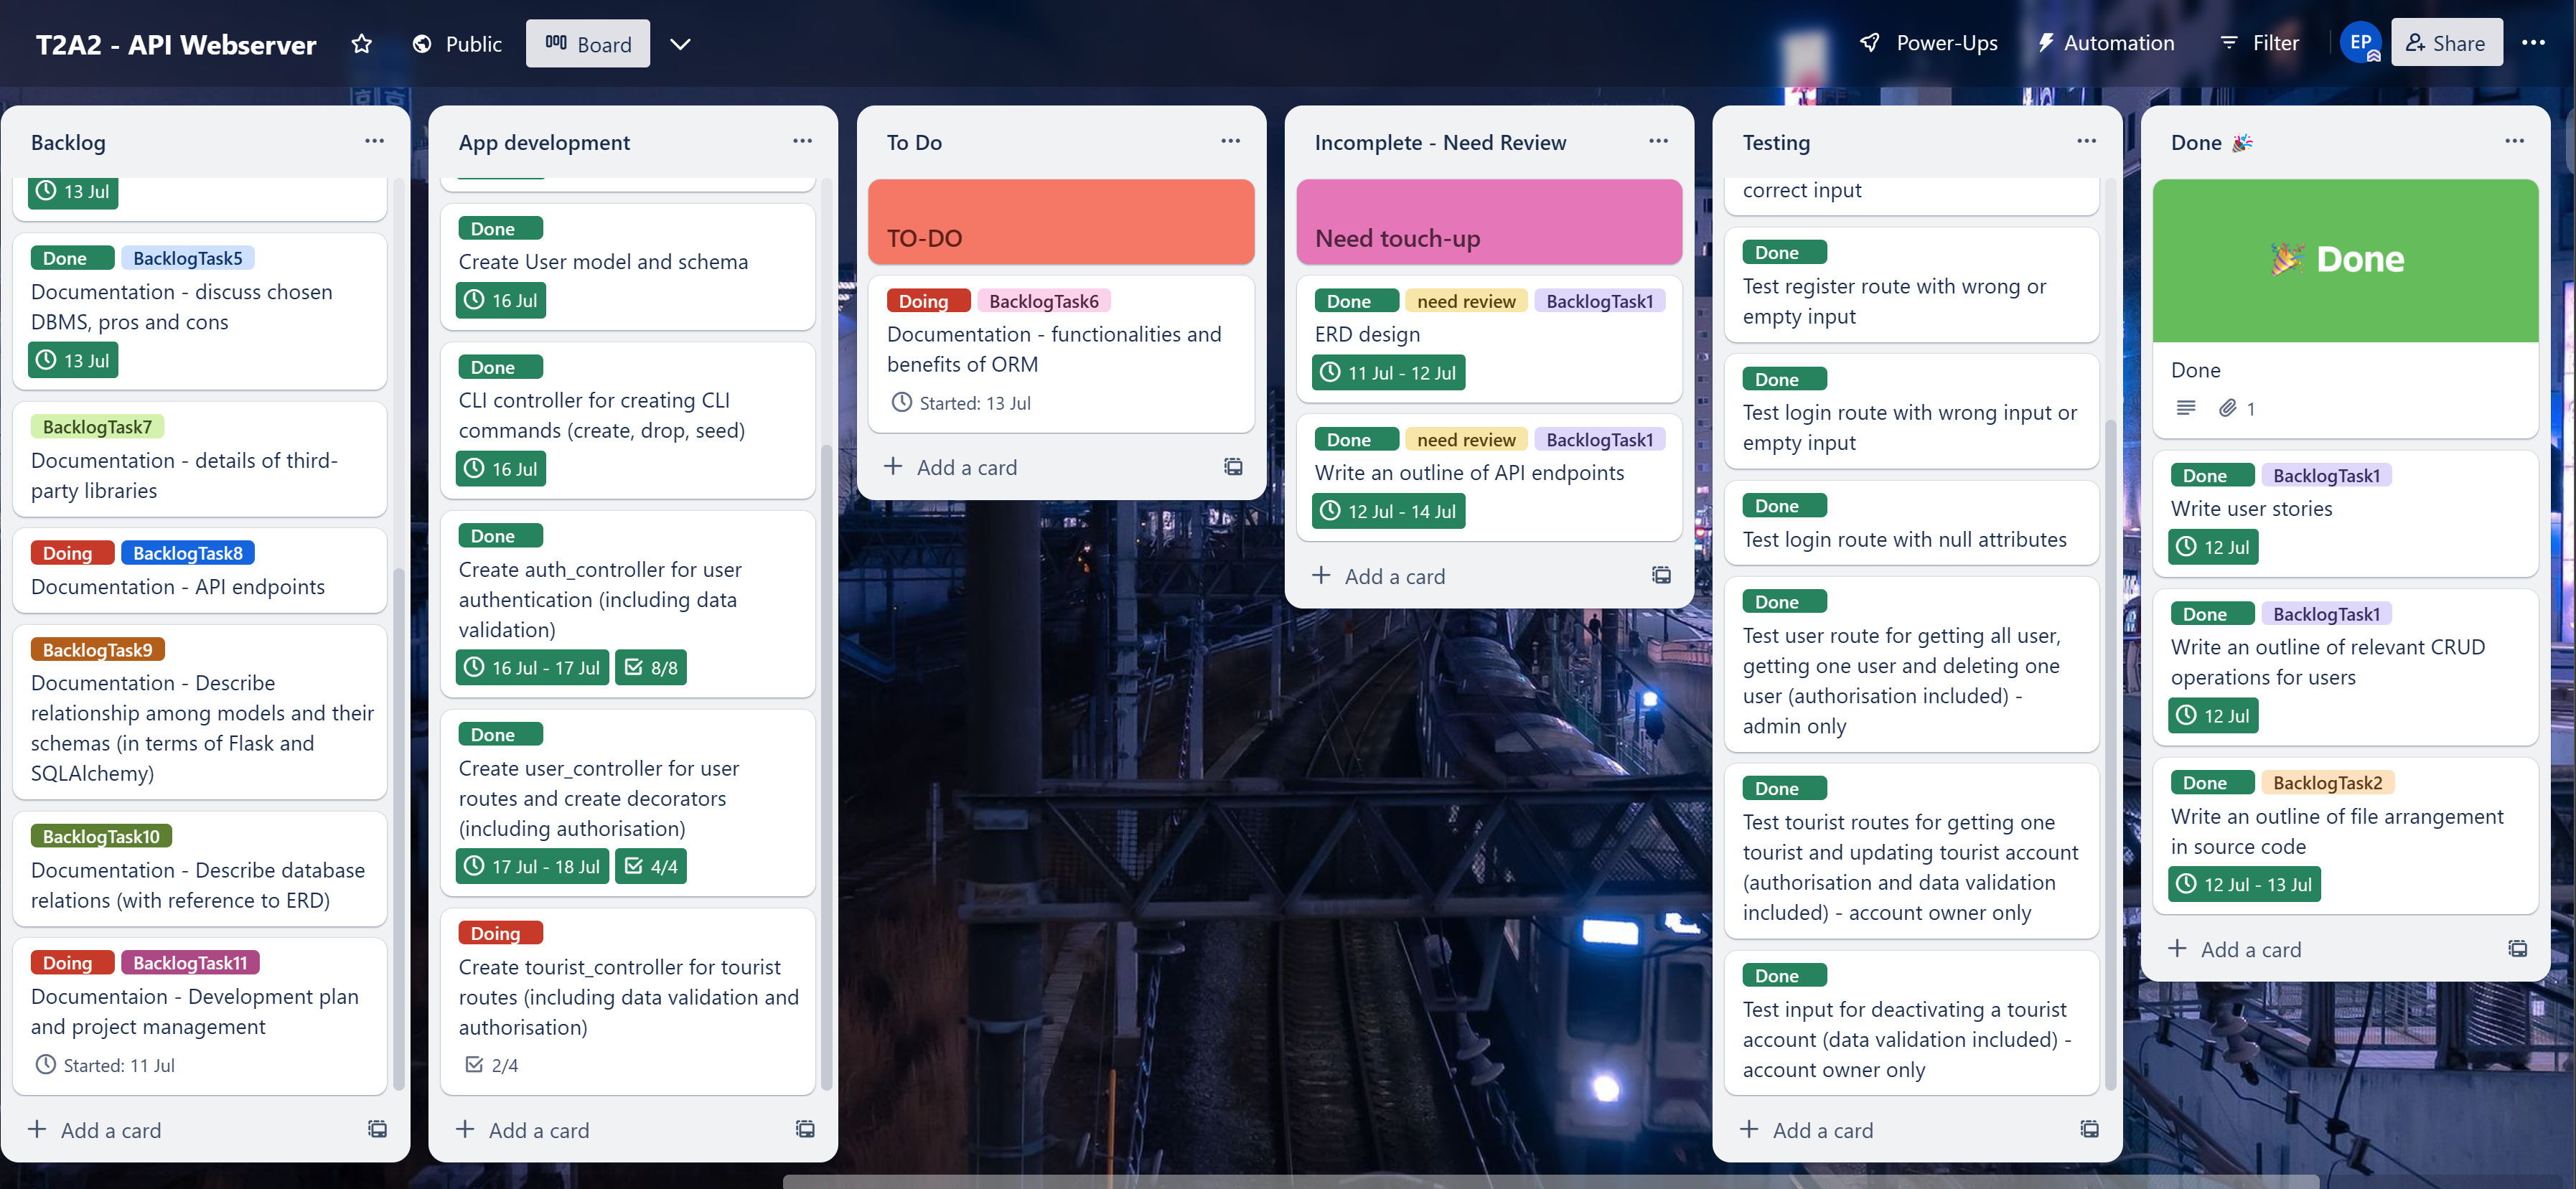 T2A2 - API Webserver
Public
Board
Power-Ups
Automation
Filter
EP
Share
Backlog
13 Jul
Done BacklogTask5
Documentation - discuss chosen
DBMS, pros and cons
13 Jul
BacklogTask7
Documentation - details of third-
party libraries
Doing BacklogTask8
Documentation - API endpoints
BacklogTask9
Documentation - Describe
relationship among models and their
schemas (in terms of Flask and
SQLAlchemy)
BacklogTask10
Documentation - Describe database
relations (with reference to ERD)
Doing BacklogTask11
Documentaion - Development plan
and project management
Started: 11 Jul
Add a card
App development
Done
Create User model and schema
16 Jul
Done
CLI controller for creating CLI
commands (create, drop, seed)
16 Jul
Done
Create auth_controller for user
authentication (including data
validation)
16 Jul - 17 Jul 8/8
Done
Create user_controller for user
routes and create decorators
(including authorisation)
17 Jul - 18 Jul 4/4
Doing
Create tourist_controller for tourist
routes (including data validation and
authorisation)
2/4
Add a card
To Do
TO-DO
Doing BacklogTask6
Documentation - functionalities and
benefits of ORM
Started: 13 Jul
Add a card
Incomplete - Need Review
Need touch-up
Done need review BacklogTask1
ERD design
11 Jul - 12 Jul
Done need review BacklogTask1
Write an outline of API endpoints
12 Jul - 14 Jul
Add a card
Testing
correct input
Done
Test register route with wrong or
empty input
Done
Test login route with wrong input or
empty input
Done
Test login route with null attributes
Done
Test user route for getting all user,
getting one user and deleting one
user (authorisation included) -
admin only
Done
Test tourist routes for getting one
tourist and updating tourist account
(authorisation and data validation
included) - account owner only
Done
Test input for deactivating a tourist
account (data validation included) -
account owner only
Add a card
Done 🎉
🎉 Done
Done
1
Done BacklogTask1
Write user stories
12 Jul
Done BacklogTask1
Write an outline of relevant CRUD
operations for users
12 Jul
Done BacklogTask2
Write an outline of file arrangement
in source code
12 Jul - 13 Jul
Add a card